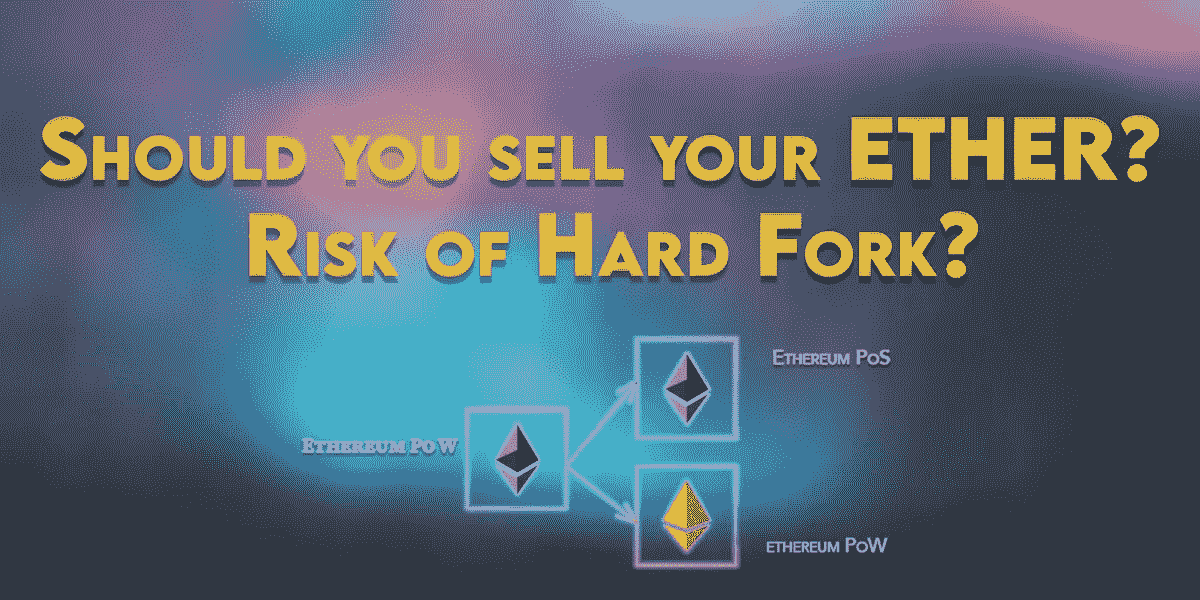 Should you sell your ETHER?
Risk of Hard Fork?
Ethereum PoS
Ethereum PoW
ethereum PoW